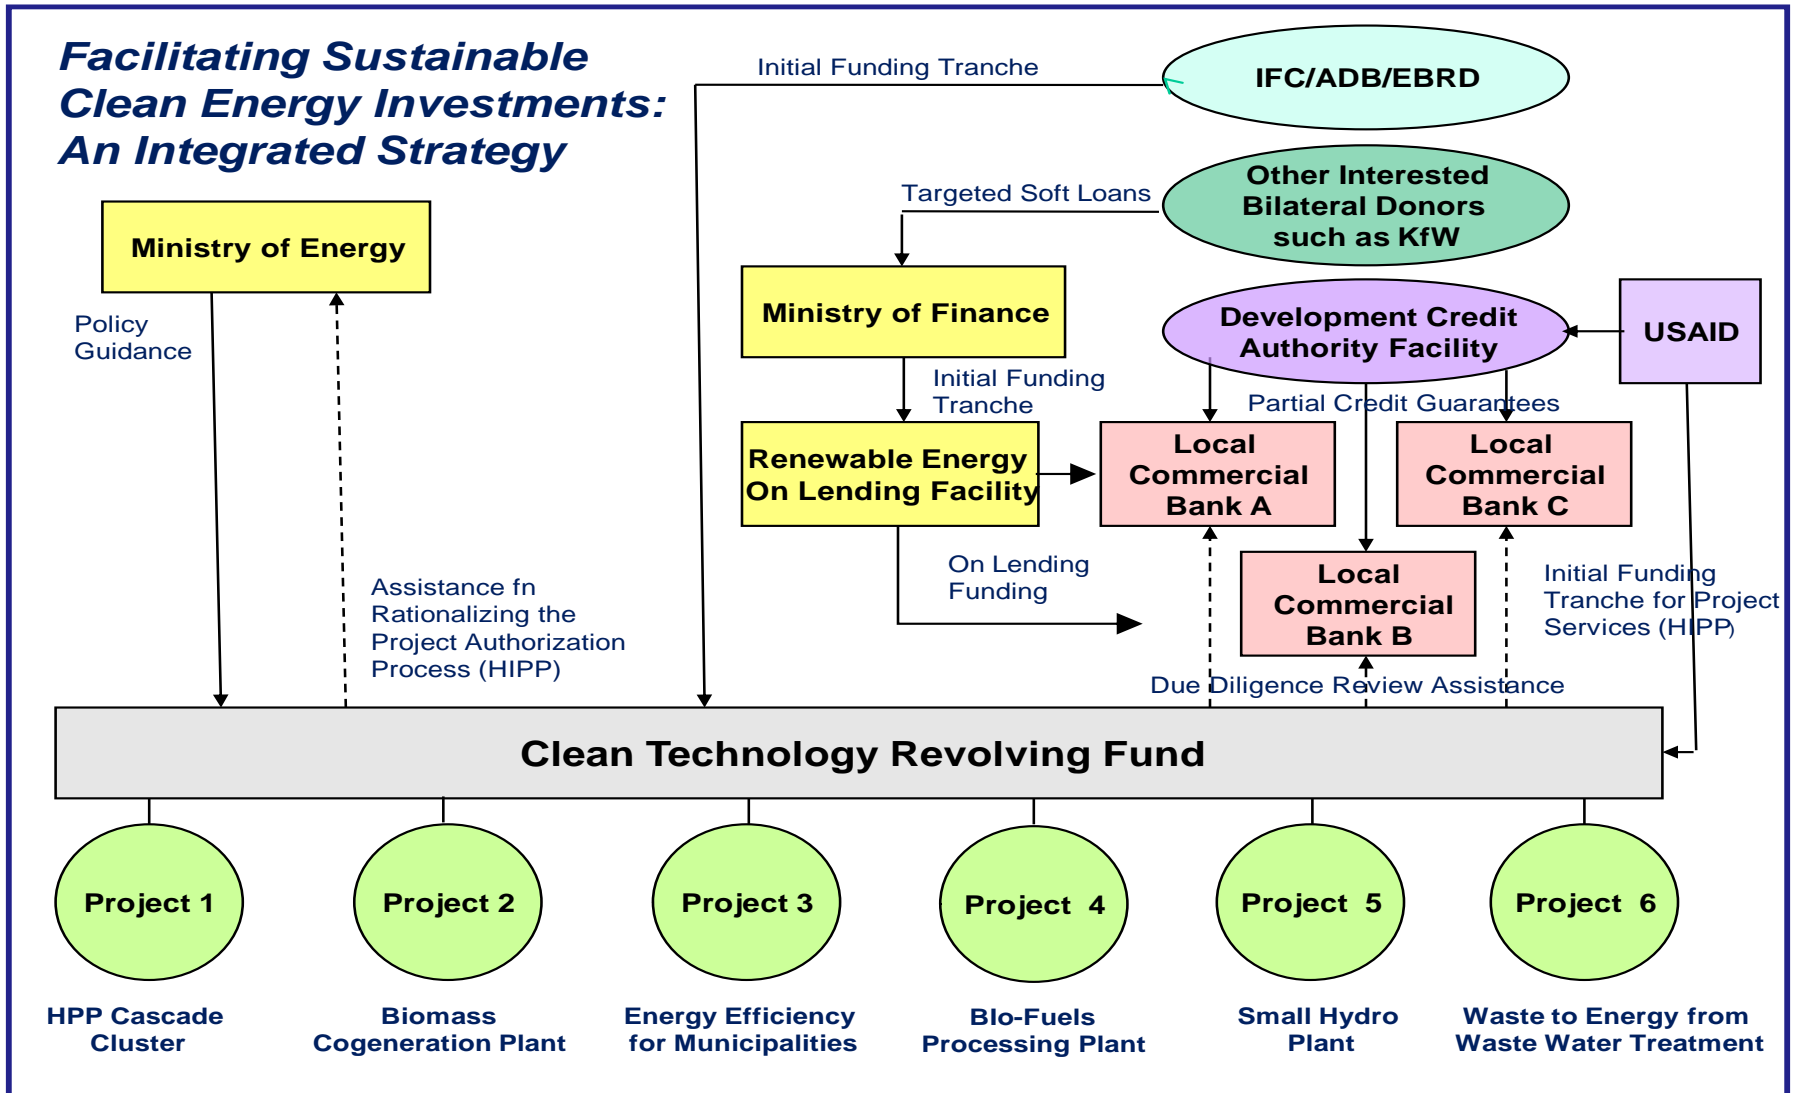 Facilitating Sustainable
Clean Energy Investments:
An Integrated Strategy
Initial Funding Tranche
IFC/ADB/EBRD
Targeted Soft Loans
Other Interested
Bilateral Donors
such as KfW
Ministry of Energy
Ministry of Finance
Development Credit
Authority Facility
USAID
Policy
Guidance
Initial Funding
Tranche
Partial Credit Guarantees
Renewable Energy
On Lending Facility
Local
Commercial
Bank A
Local
Commercial
Bank C
On Lending
Funding
Local
Commercial
Bank B
Initial Funding
Tranche for Project
Services (HIPP)
Assistance fn
Rationalizing the
Project Authorization
Process (HIPP)
Due Diligence Review Assistance
Clean Technology Revolving Fund
Project 1
Project 2
Project 3
Project 4
Project 5
Project 6
HPP Cascade
Cluster
Biomass
Cogeneration Plant
Energy Efficiency
for Municipalities
BIo-Fuels
Processing Plant
Small Hydro
Plant
Waste to Energy from
Waste Water Treatment